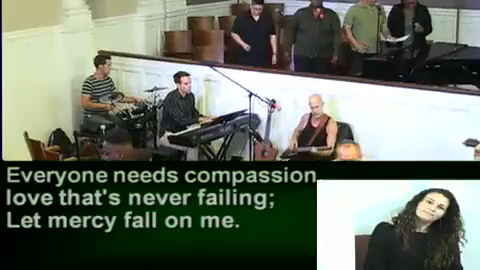 Everyone needs compassion,
love that's never failing;
Let mercy fall on me.